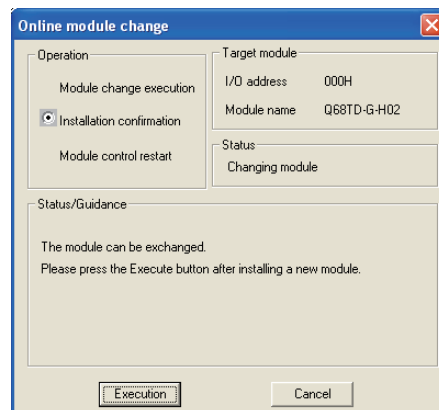 Online module change
Operation
Module change execution
Installation confirmation
Module control restart
Target module
I/O address 000H
Module name Q68TD-G-H02
Status
Changing module
Status/Guidance
The module can be exchanged.
Please press the Execute button after installing a new module.
Execution Cancel